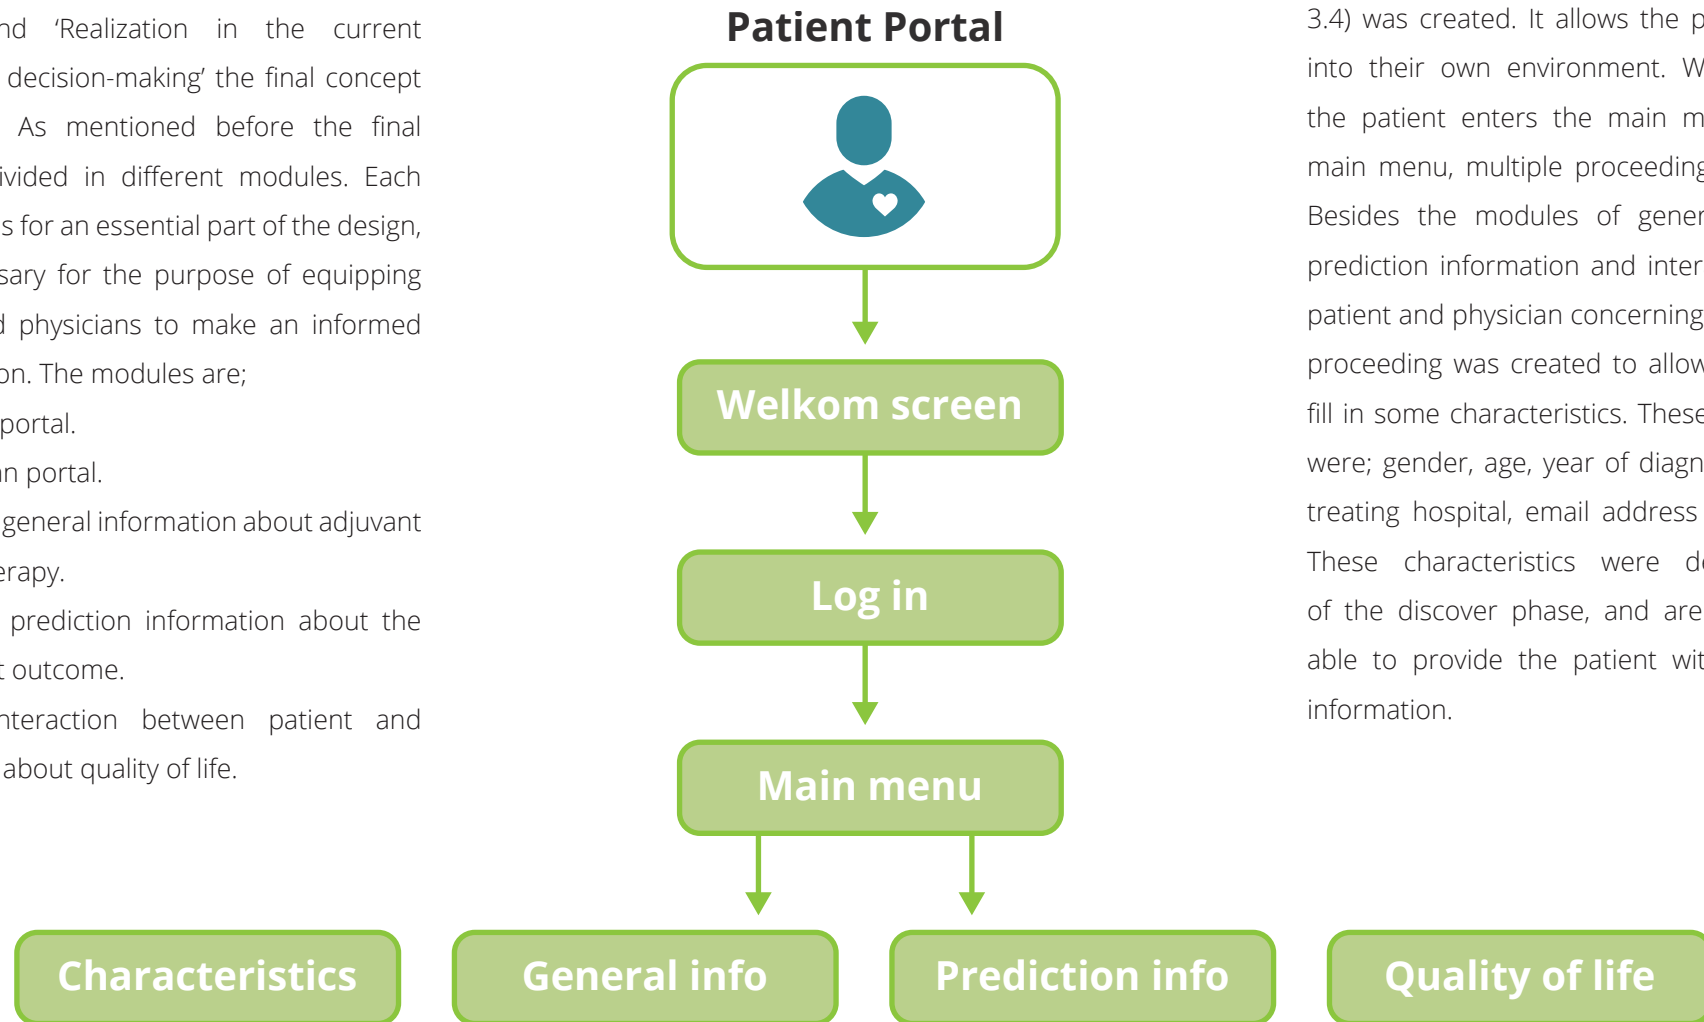 nd ‘Realization in the current
decision-making’ the final concept
As mentioned before the final
ivided in different modules. Each
s for an essential part of the design,
sary for the purpose of equipping
d physicians to make an informed
on. The modules are;
portal.
an portal.
general information about adjuvant
erapy.
prediction information about the
t outcome.
nteraction between patient and
about quality of life.
Patient Portal
Welkom screen
Log in
Main menu
Characteristics
General info
Prediction info
Quality of life
3.4) was created. It allows the p
into their own environment. W
the patient enters the main m
main menu, multiple proceeding
Besides the modules of gener
prediction information and inter
patient and physician concerning
proceeding was created to allow
fill in some characteristics. These
were; gender, age, year of diagn
treating hospital, email address
These characteristics were de
of the discover phase, and are
able to provide the patient wit
information.